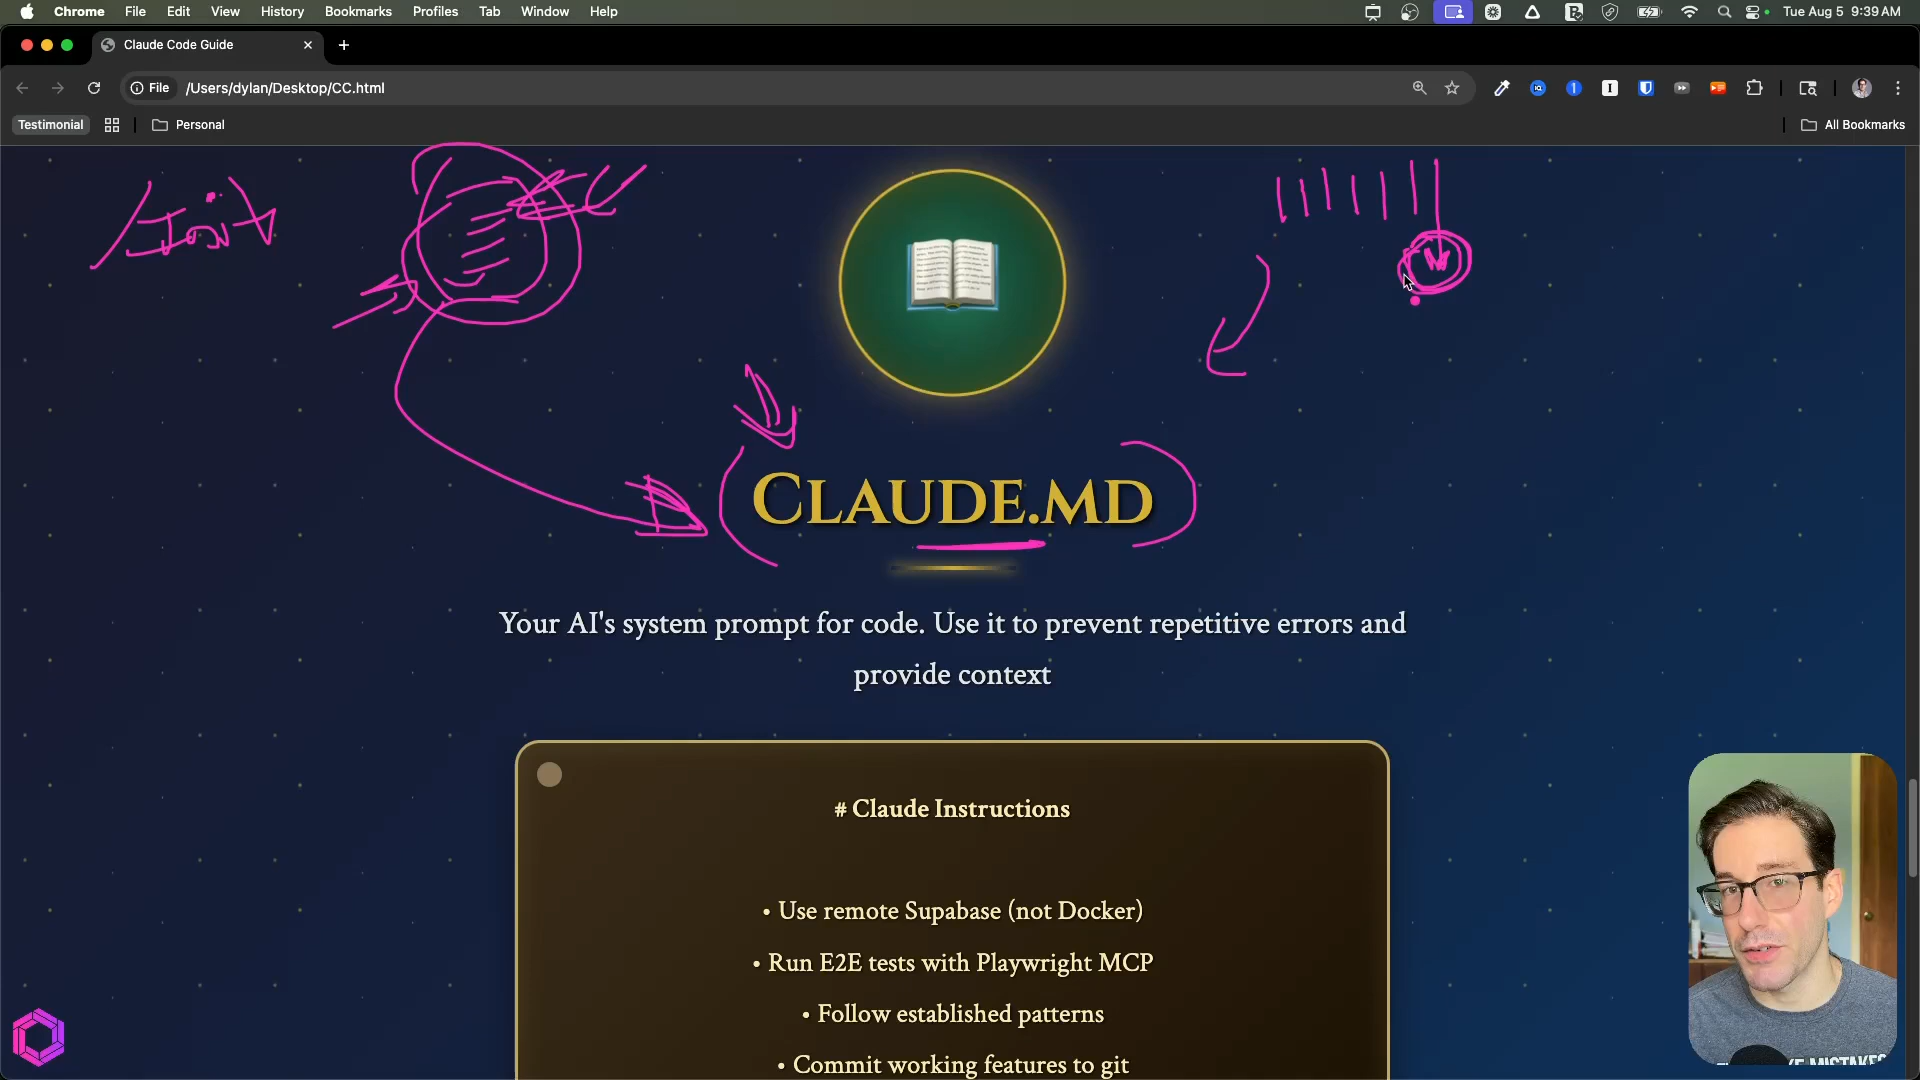 Chrome File Edit View History Bookmarks Profiles Tab Window Help Tue Aug 5 9:39 AM
Claude Code Guide
File /Users/dylan/Desktop/CC.html
Testimonial Personal All Bookmarks
/Init
CLAUDE.MD
Your AI's system prompt for code. Use it to prevent repetitive errors and
provide context
# Claude Instructions
• Use remote Supabase (not Docker)
• Run E2E tests with Playwright MCP
• Follow established patterns
• Commit working features to git